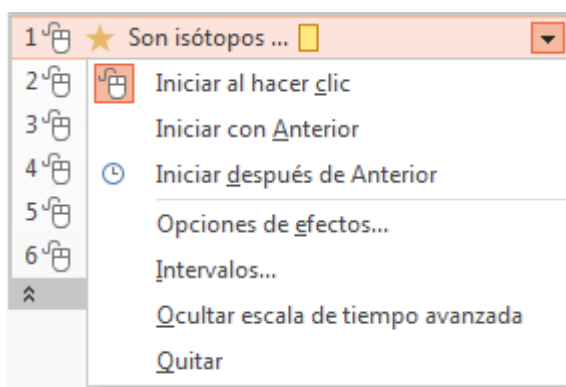 1 Son isótopos ...
2 Iniciar al hacer clic
3 Iniciar con Anterior
4 Iniciar después de Anterior
5 Opciones de efectos...
6 Intervalos...
Ocultar escala de tiempo avanzada
Quitar